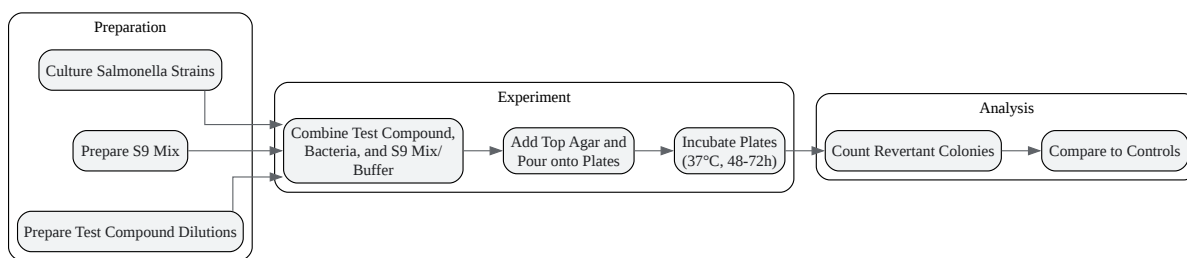 Preparation
Culture Salmonella Strains
Prepare S9 Mix
Prepare Test Compound Dilutions
Experiment
Combine Test Compound,
Bacteria, and S9 Mix/
Buffer
Add Top Agar and
Pour onto Plates
Incubate Plates
(37°C, 48-72h)
Analysis
Count Revertant Colonies
Compare to Controls